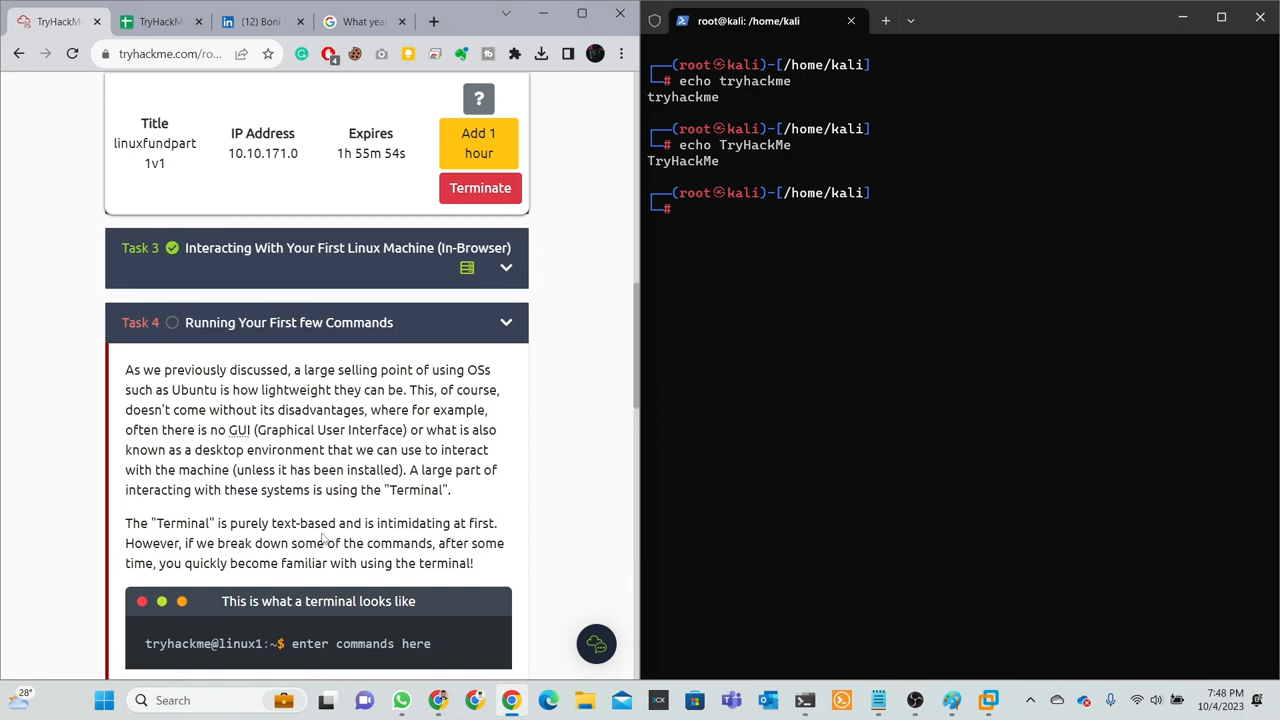 TryHackM
TryHackM
(12) Boni T
What year
root@kali: /home/kali
tryhackme.com/ro...
4
Title
linuxfundpart
1v1
IP Address
10.10.171.0
Expires
1h 55m 54s
?
Add 1
hour
Terminate
Task 3
Interacting With Your First Linux Machine (In-Browser)
Task 4
Running Your First few Commands
As we previously discussed, a large selling point of using OSs
such as Ubuntu is how lightweight they can be. This, of course,
doesn't come without its disadvantages, where for example,
often there is no GUI (Graphical User Interface) or what is also
known as a desktop environment that we can use to interact
with the machine (unless it has been installed). A large part of
interacting with these systems is using the "Terminal".
The "Terminal" is purely text-based and is intimidating at first.
However, if we break down some of the commands, after some
time, you quickly become familiar with using the terminal!
This is what a terminal looks like
tryhackme@linux1:~$ enter commands here
(root㉿kali)-[/home/kali]
# echo tryhackme
tryhackme
(root㉿kali)-[/home/kali]
# echo TryHackMe
TryHackMe
(root㉿kali)-[/home/kali]
#
28°
Search
7:48 PM
10/4/2023